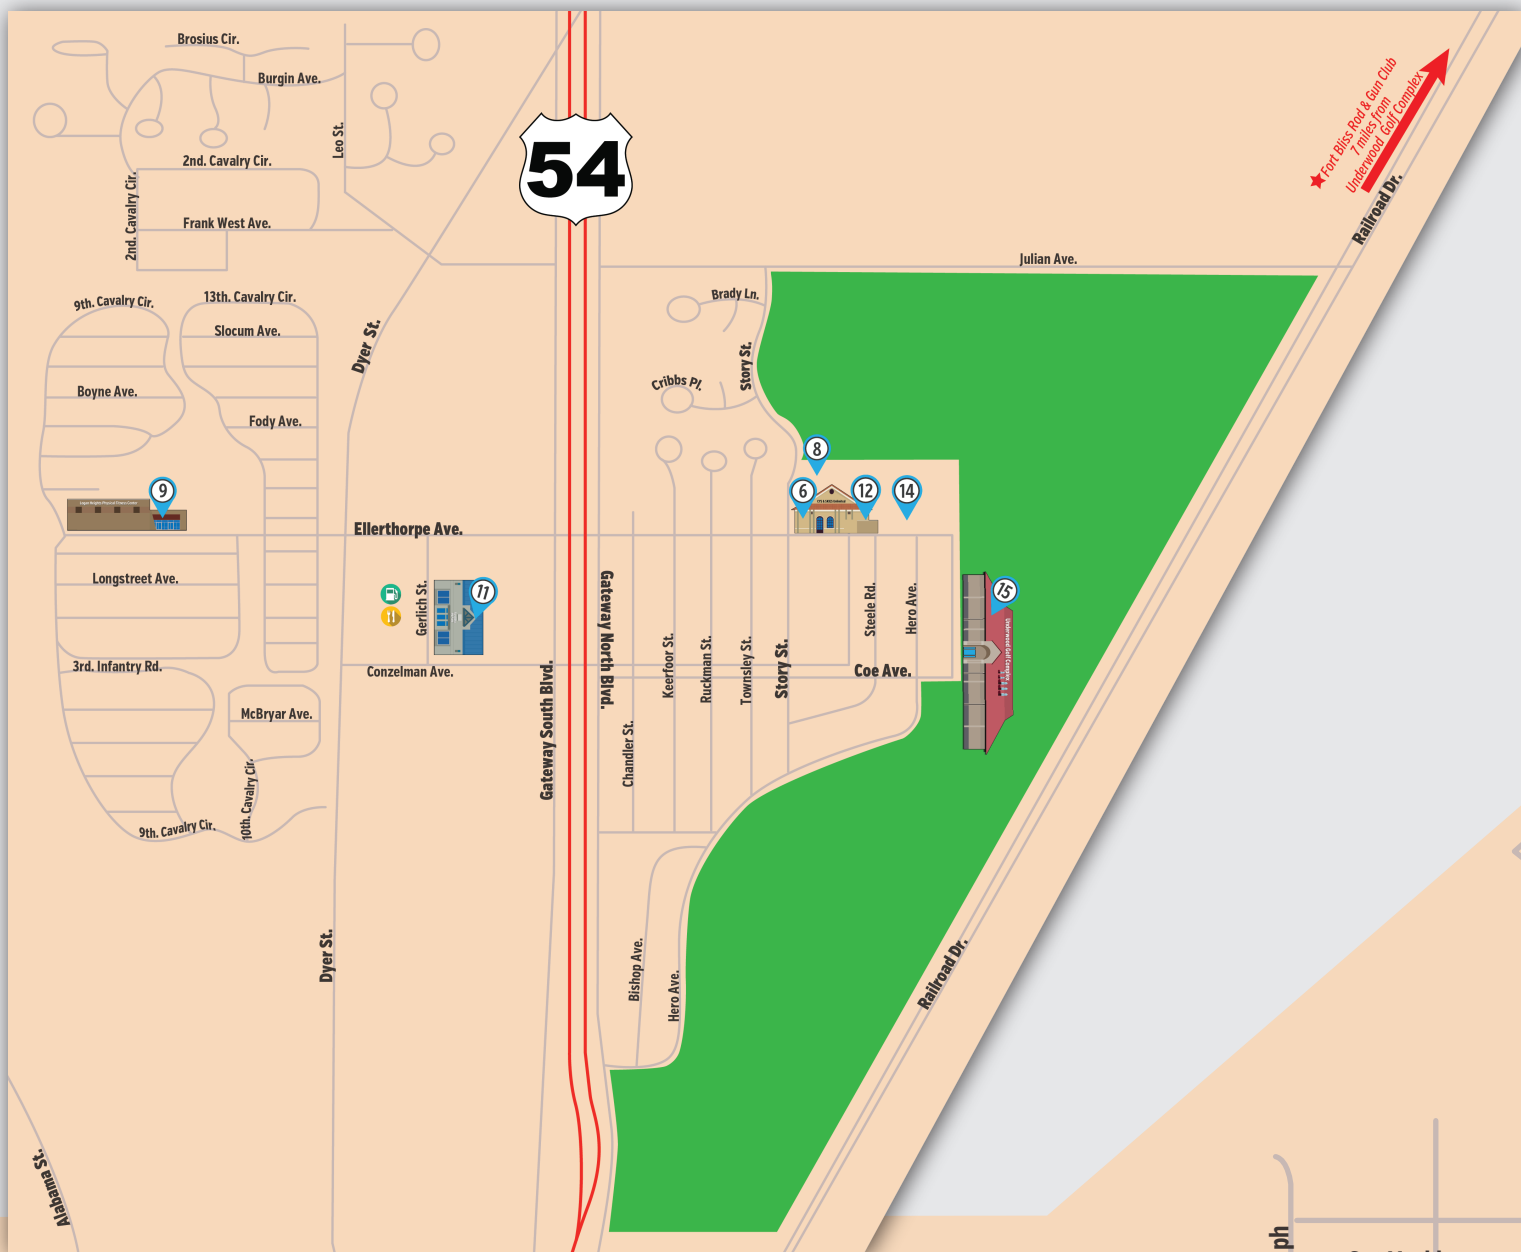 Brosius Cir.
Burgin Ave.
Leo St.
2nd. Cavalry Cir.
2nd. Cavalry Cir.
Frank West Ave.
54
Fort Bliss Rod & Gun Club
7 miles from
Underwood Golf Complex
Railroad Dr.
Julian Ave.
9th. Cavalry Cir.
13th. Cavalry Cir.
Slocum Ave.
Dyer St.
Brady Ln.
Story St.
Cribbs Pl.
Boyne Ave.
Fody Ave.
8
9
6
12
14
Ellerthorpe Ave.
Longstreet Ave.
Gerlich St.
11
Gateway North Blvd.
Steele Rd.
Hero Ave.
15
Underwood Golf Complex
Keerfoor St.
Ruckman St.
Townsley St.
Story St.
Coe Ave.
3rd. Infantry Rd.
Conzelman Ave.
Gateway South Blvd.
McBryar Ave.
Chandler St.
10th. Cavalry Cir.
9th. Cavalry Cir.
Dyer St.
Bishop Ave.
Hero Ave.
Railroad Dr.
Alabama St.
ph